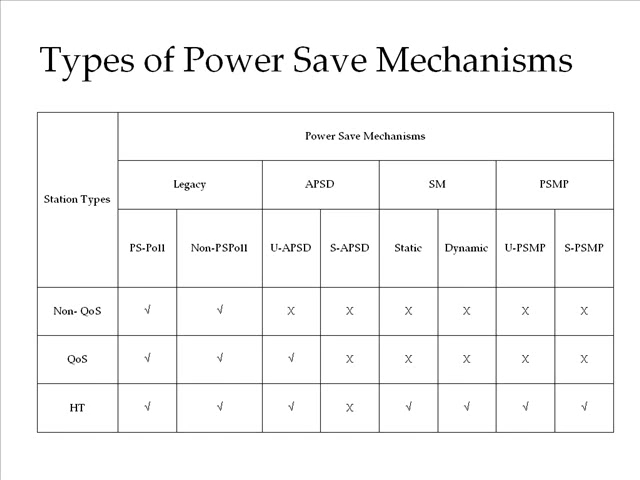 Types of Power Save Mechanisms
Power Save Mechanisms
Station Types
Legacy APSD SM PSMP
PS-Poll Non-PSPoll U-APSD S-APSD Static Dynamic U-PSMP S-PSMP
Non- QoS √ √ X X X X X X
QoS √ √ √ X X X X X
HT √ √ √ X √ √ √ √